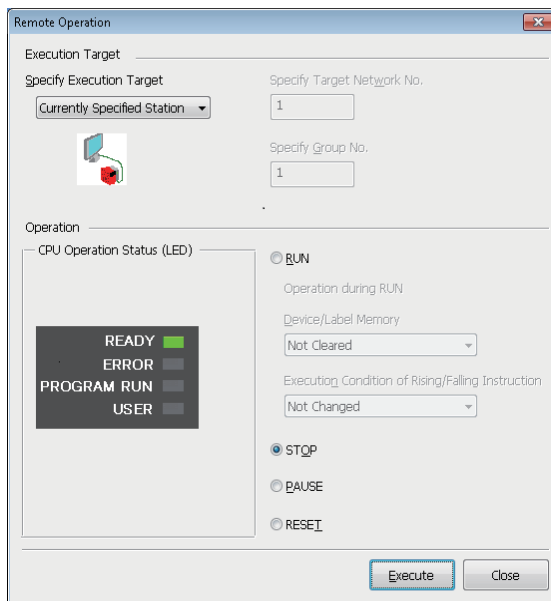 Remote Operation
Execution Target
Specify Execution Target
Currently Specified Station
Specify Target Network No.
1
Specify Group No.
1
Operation
CPU Operation Status (LED)
READY
ERROR
PROGRAM RUN
USER
RUN
Operation during RUN
Device/Label Memory
Not Cleared
Execution Condition of Rising/Falling Instruction
Not Changed
STOP
PAUSE
RESET
Execute
Close